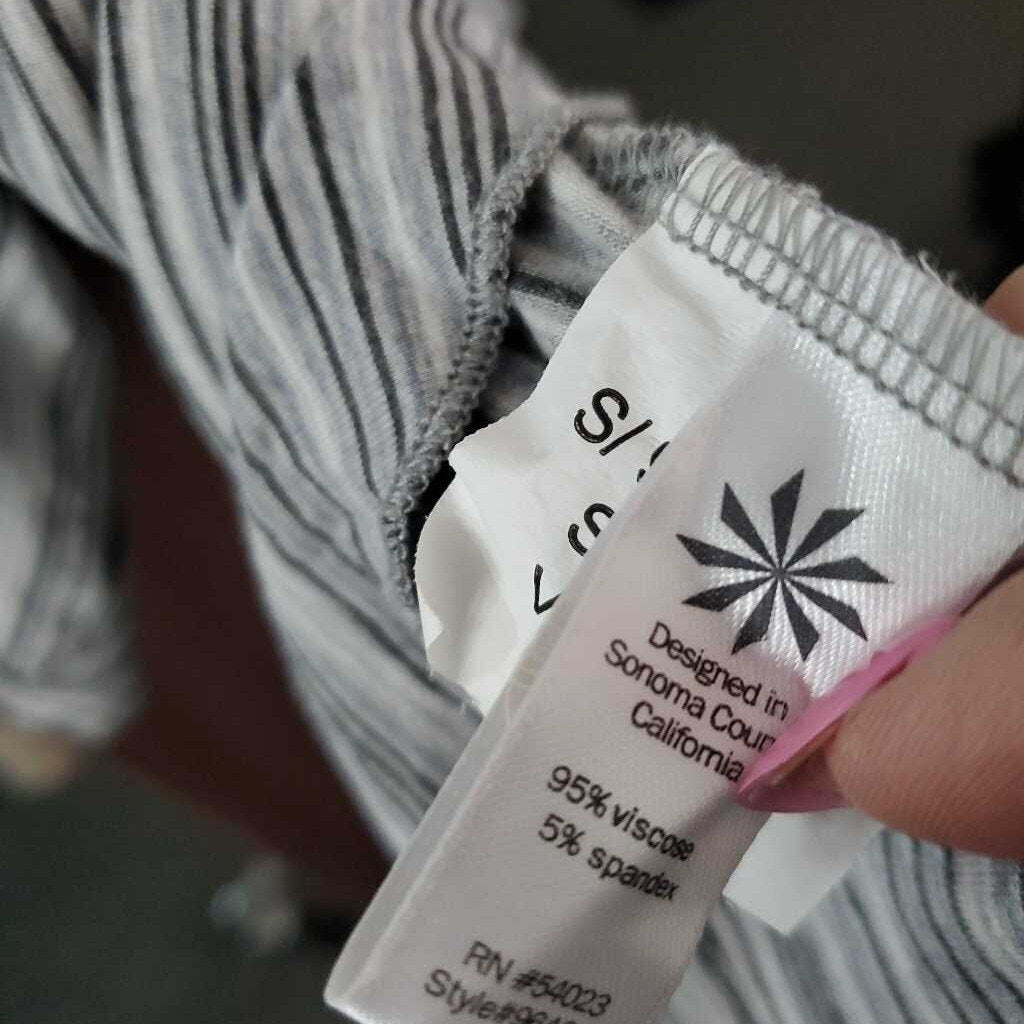 S/
Designed in
Sonoma
California
95% viscose
5% spandex
RN #54023